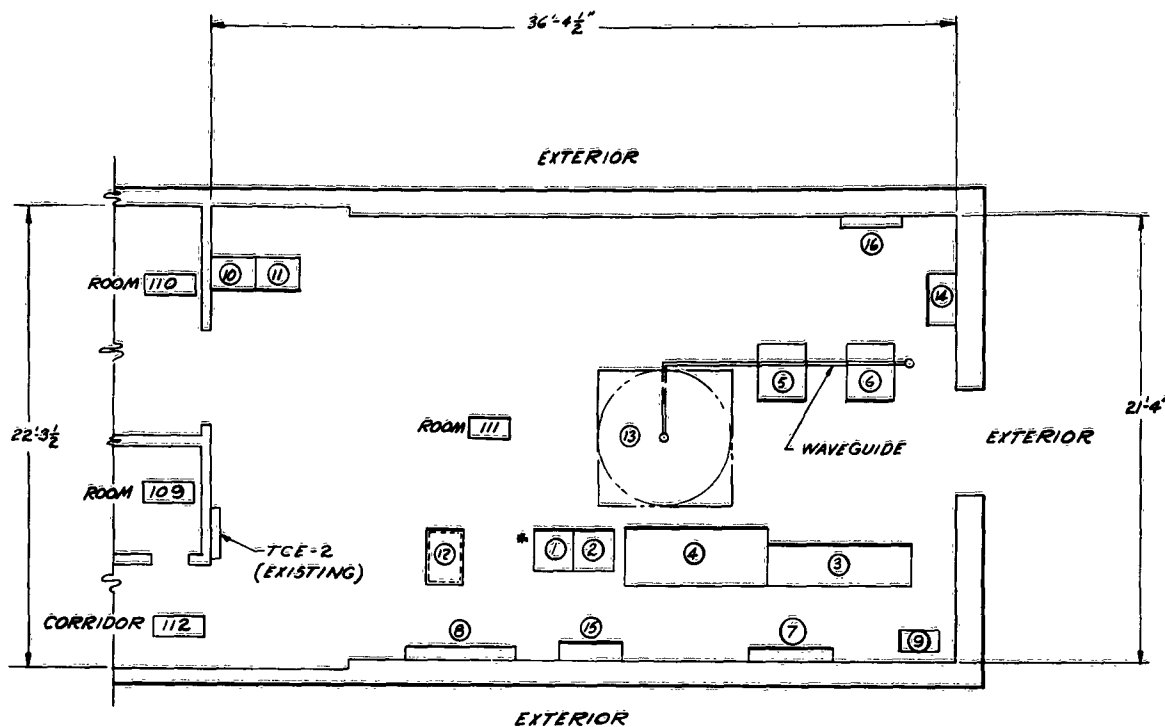 36'-4½"
EXTERIOR
16
ROOM 110
10
11
14
5
6
22'-3½
ROOM 111
13
WAVEGUIDE
21'-4"
EXTERIOR
ROOM 109
TCE-2
(EXISTING)
12
*
1
2
4
3
CORRIDOR 112
8
15
7
9
EXTERIOR